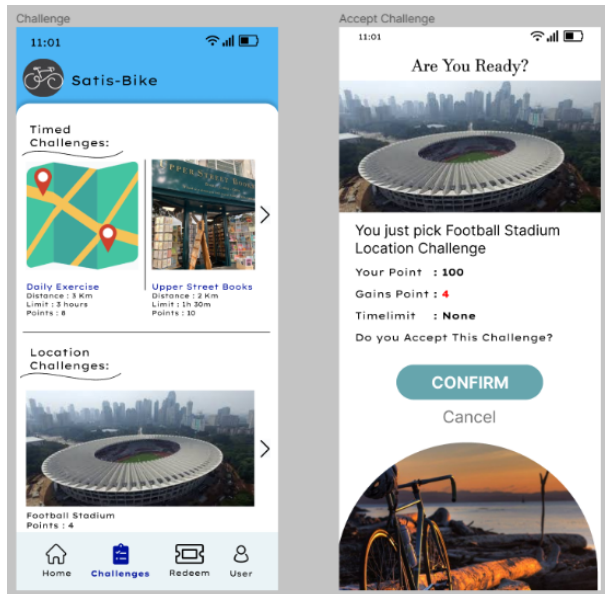 Challenge
11:01
Satis-Bike
Timed
Challenges:
UPPER STREET BOOKS
Daily Exercise
Distance : 3 Km
Limit : 3 hours
Points : 8
Upper Street Books
Distance : 2 Km
Limit : 1h 30m
Points : 10
Location
Challenges:
Football Stadium
Points : 4
Home
Challenges
Redeem
User
Accept Challenge
11:01
Are You Ready?
You just pick Football Stadium
Location Challenge
Your Point : 100
Gains Point : 4
Timelimit : None
Do you Accept This Challenge?
CONFIRM
Cancel